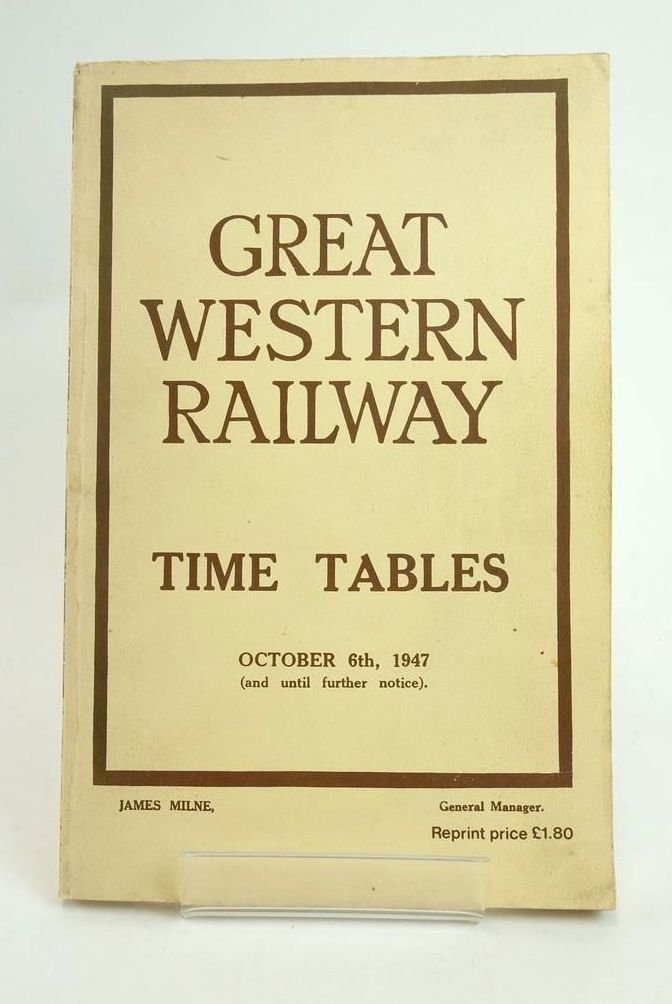 GREAT
WESTERN
RAILWAY
TIME TABLES
OCTOBER 6th, 1947
(and until further notice).
JAMES MILNE, General Manager.
Reprint price £1.80